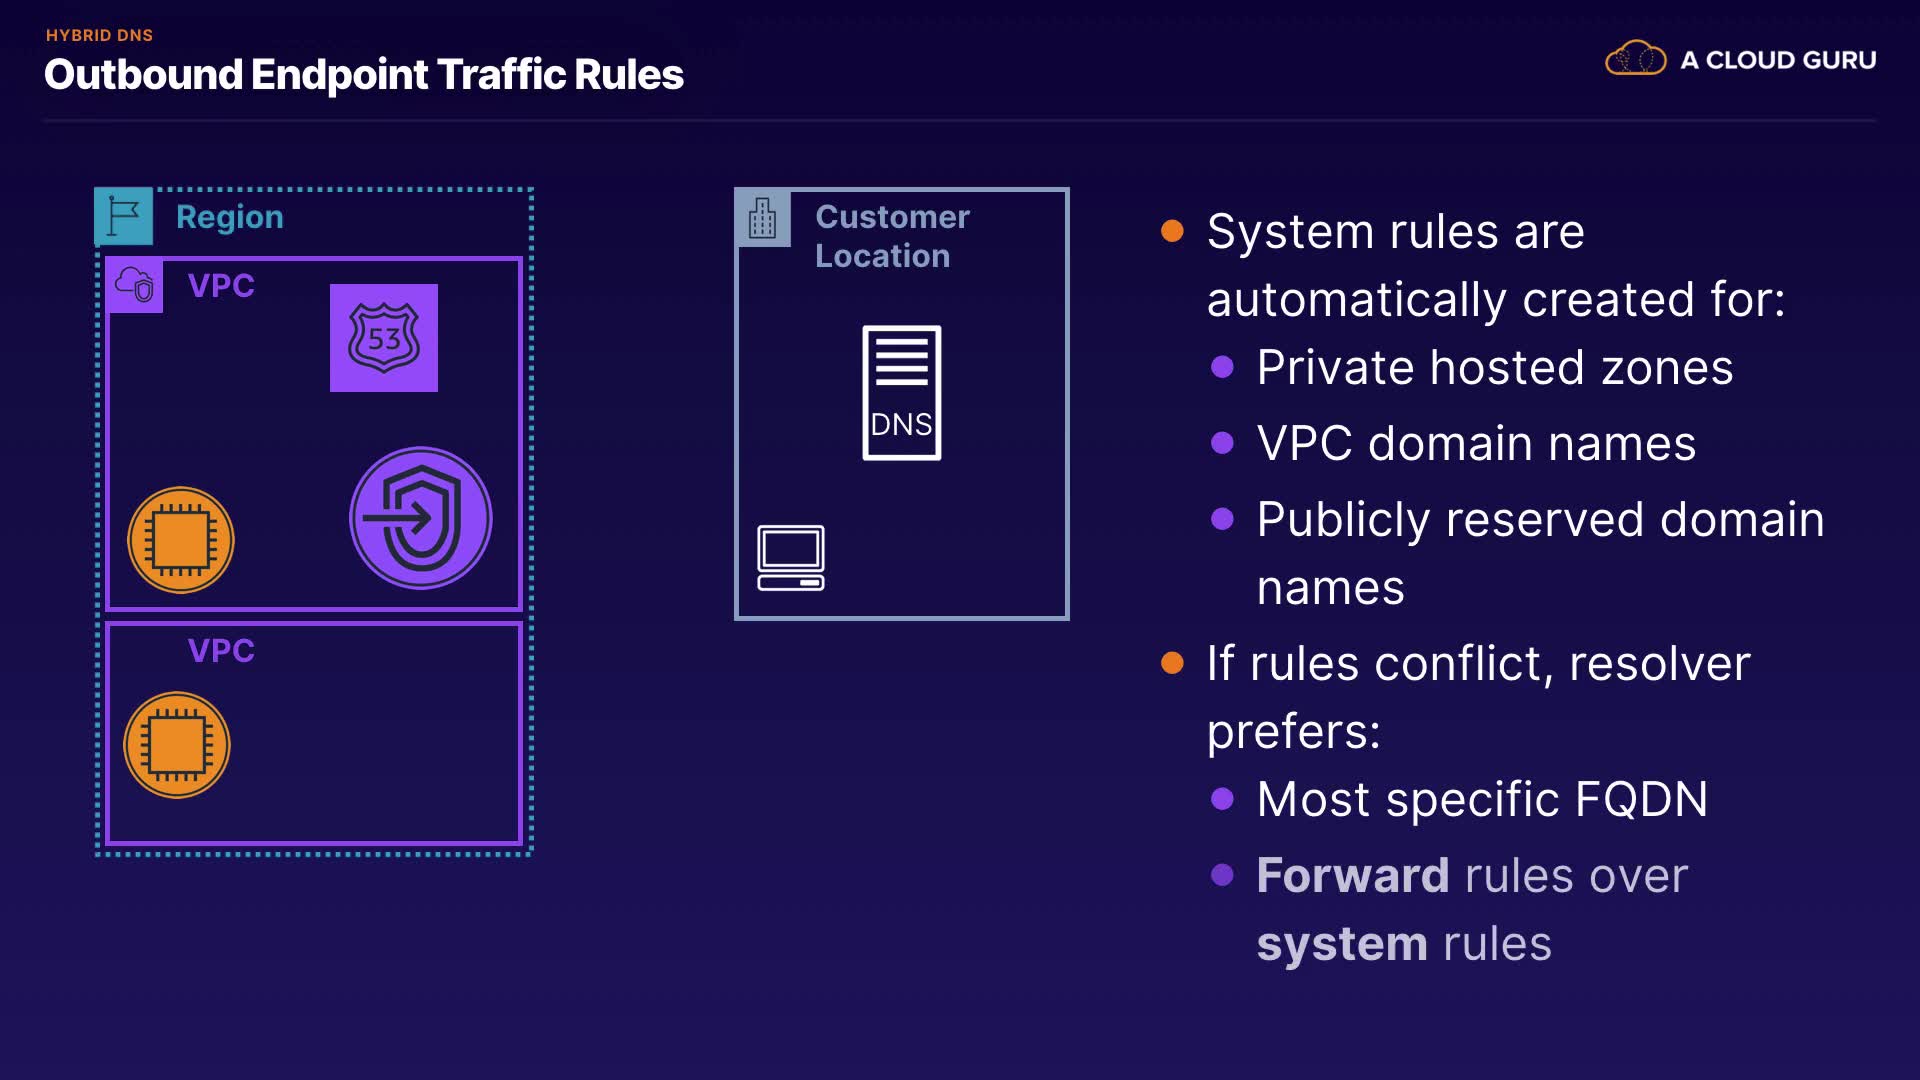 HYBRID DNS
Outbound Endpoint Traffic Rules
A CLOUD GURU
Region
VPC
53
VPC
Customer
Location
DNS
System rules are
automatically created for:
Private hosted zones
VPC domain names
Publicly reserved domain
names
If rules conflict, resolver
prefers:
Most specific FQDN
Forward rules over
system rules